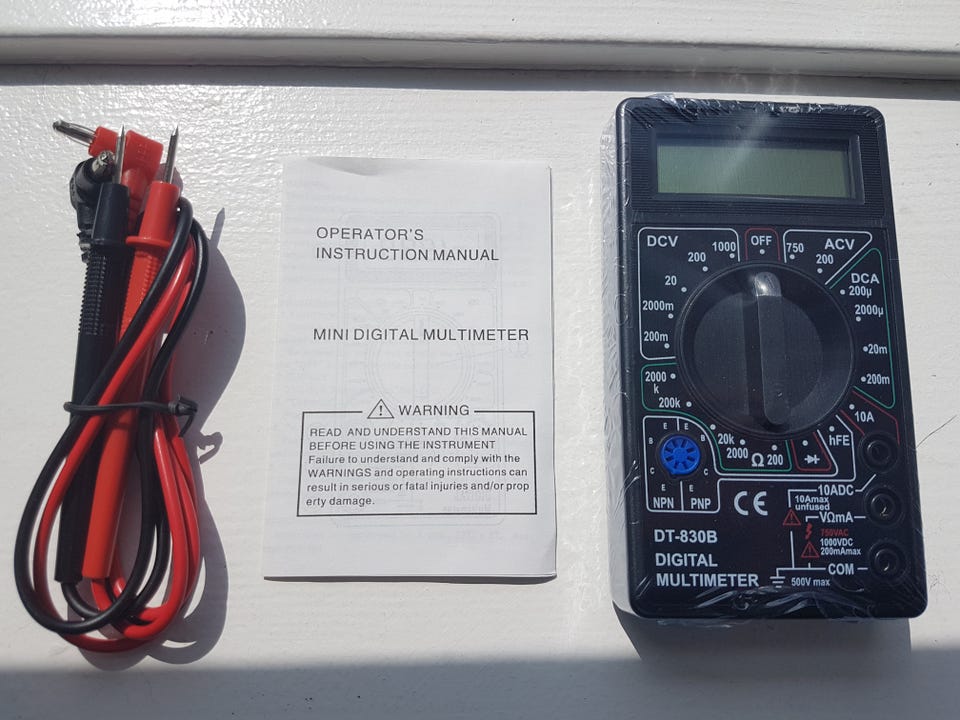 OPERATOR'S
INSTRUCTION MANUAL
MINI DIGITAL MULTIMETER
WARNING
READ AND UNDERSTAND THIS MANUAL
BEFORE USING THE INSTRUMENT
Failure to understand and comply with the
WARNINGS and operating instructions can
result in serious or fatal injuries and/or prop
erty damage.
DCV 1000 OFF 750 ACV
200 200
20 DCA
200µ
2000m 2000µ
200m 20m
2000
k 200m
200k 10A
20k hFE
2000 Ω 200
E E
B B
C C
E E
NPN PNP
CE
10ADC
10Amax
unfused
VΩmA
750VAC
1000VDC
200mAmax
COM
500V max
DT-830B
DIGITAL
MULTIMETER